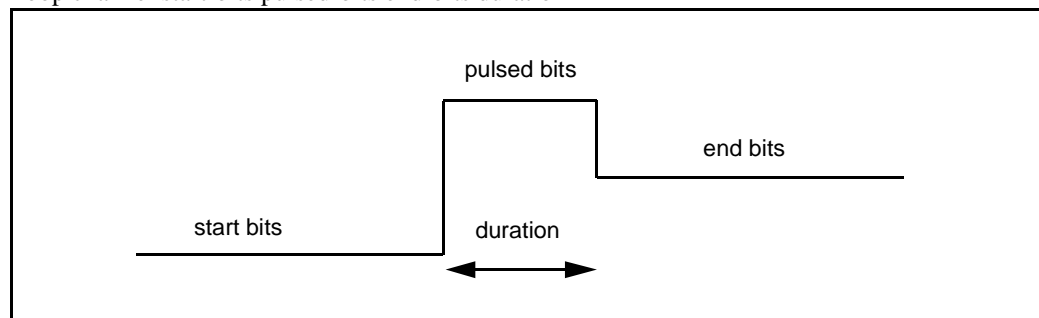 pulsed bits
end bits
start bits
duration